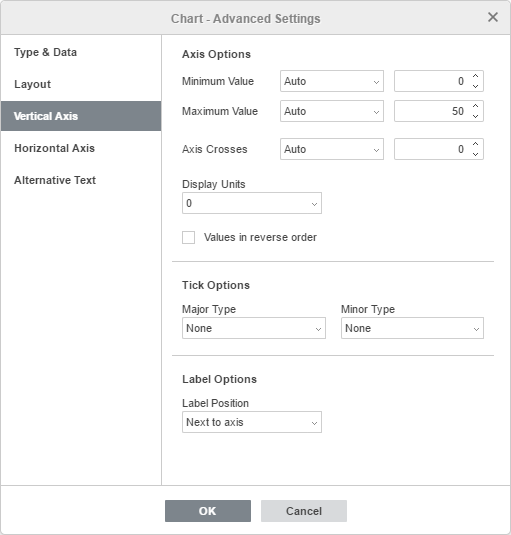 Chart - Advanced Settings
Type & Data
Layout
Vertical Axis
Horizontal Axis
Alternative Text
Axis Options
Minimum Value Auto 0
Maximum Value Auto 50
Axis Crosses Auto 0
Display Units
0
Values in reverse order
Tick Options
Major Type Minor Type
None None
Label Options
Label Position
Next to axis
OK Cancel